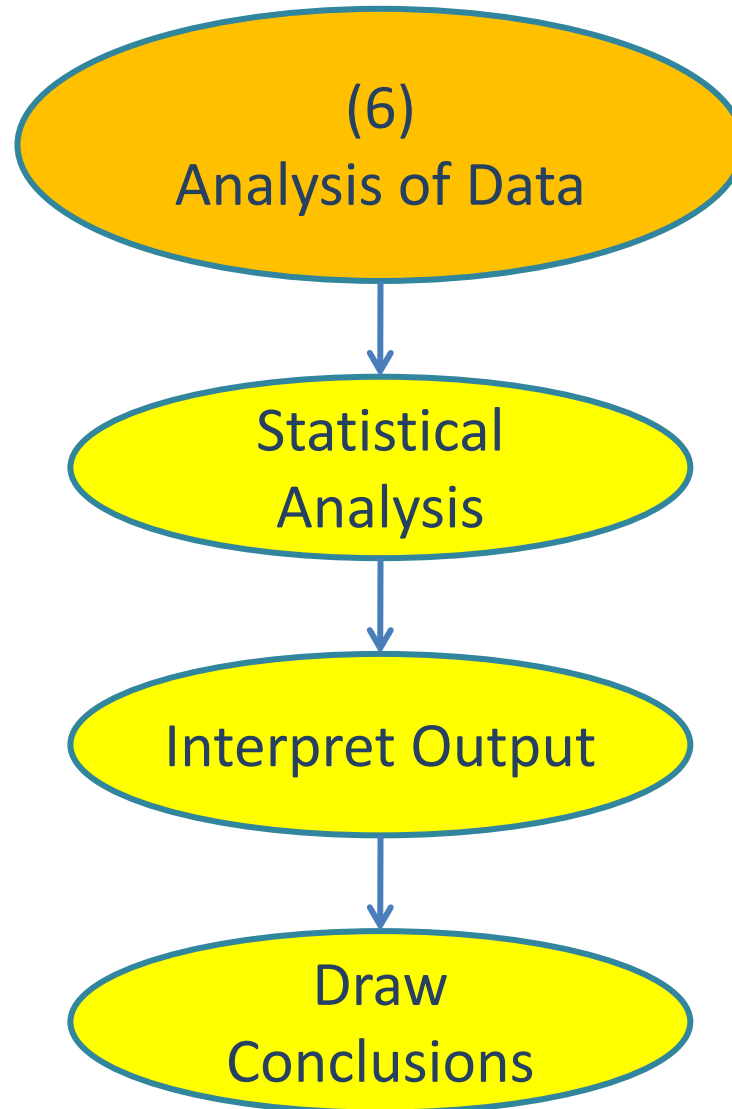 (6)
Analysis of Data
Statistical
Analysis
Interpret Output
Draw
Conclusions